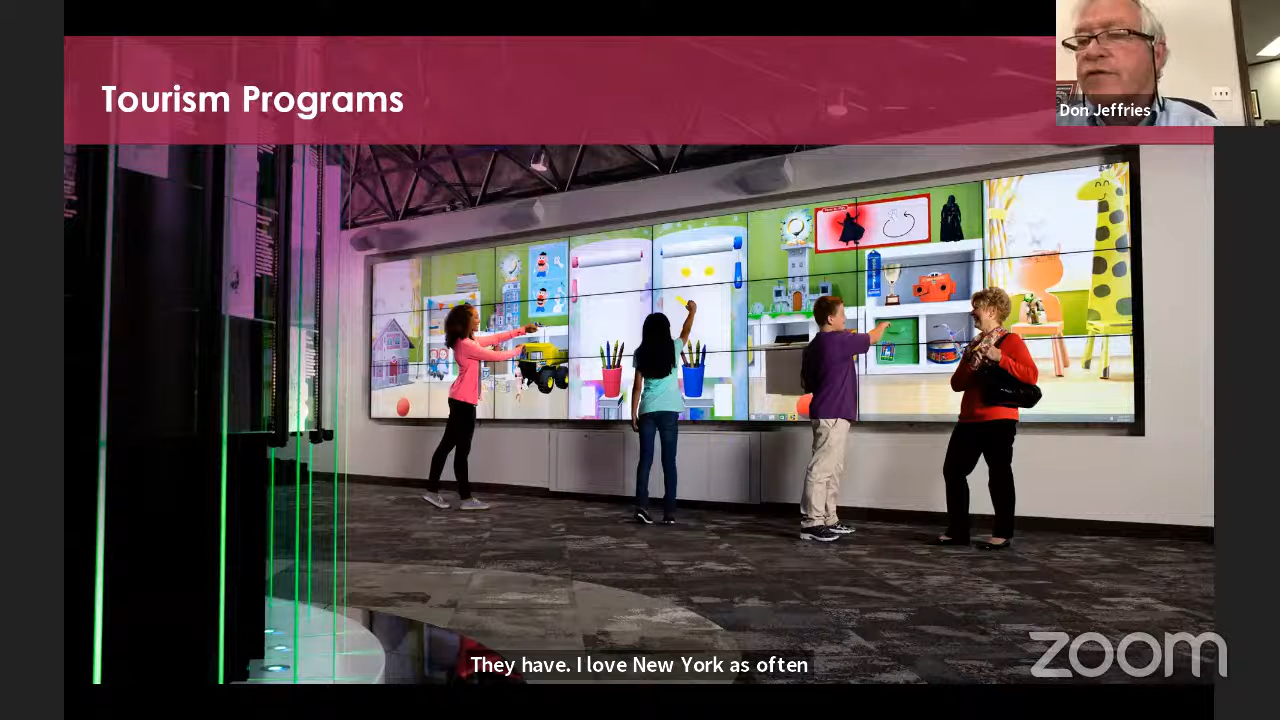 Tourism Programs
Don Jeffries
They have. I love New York as often
zoom